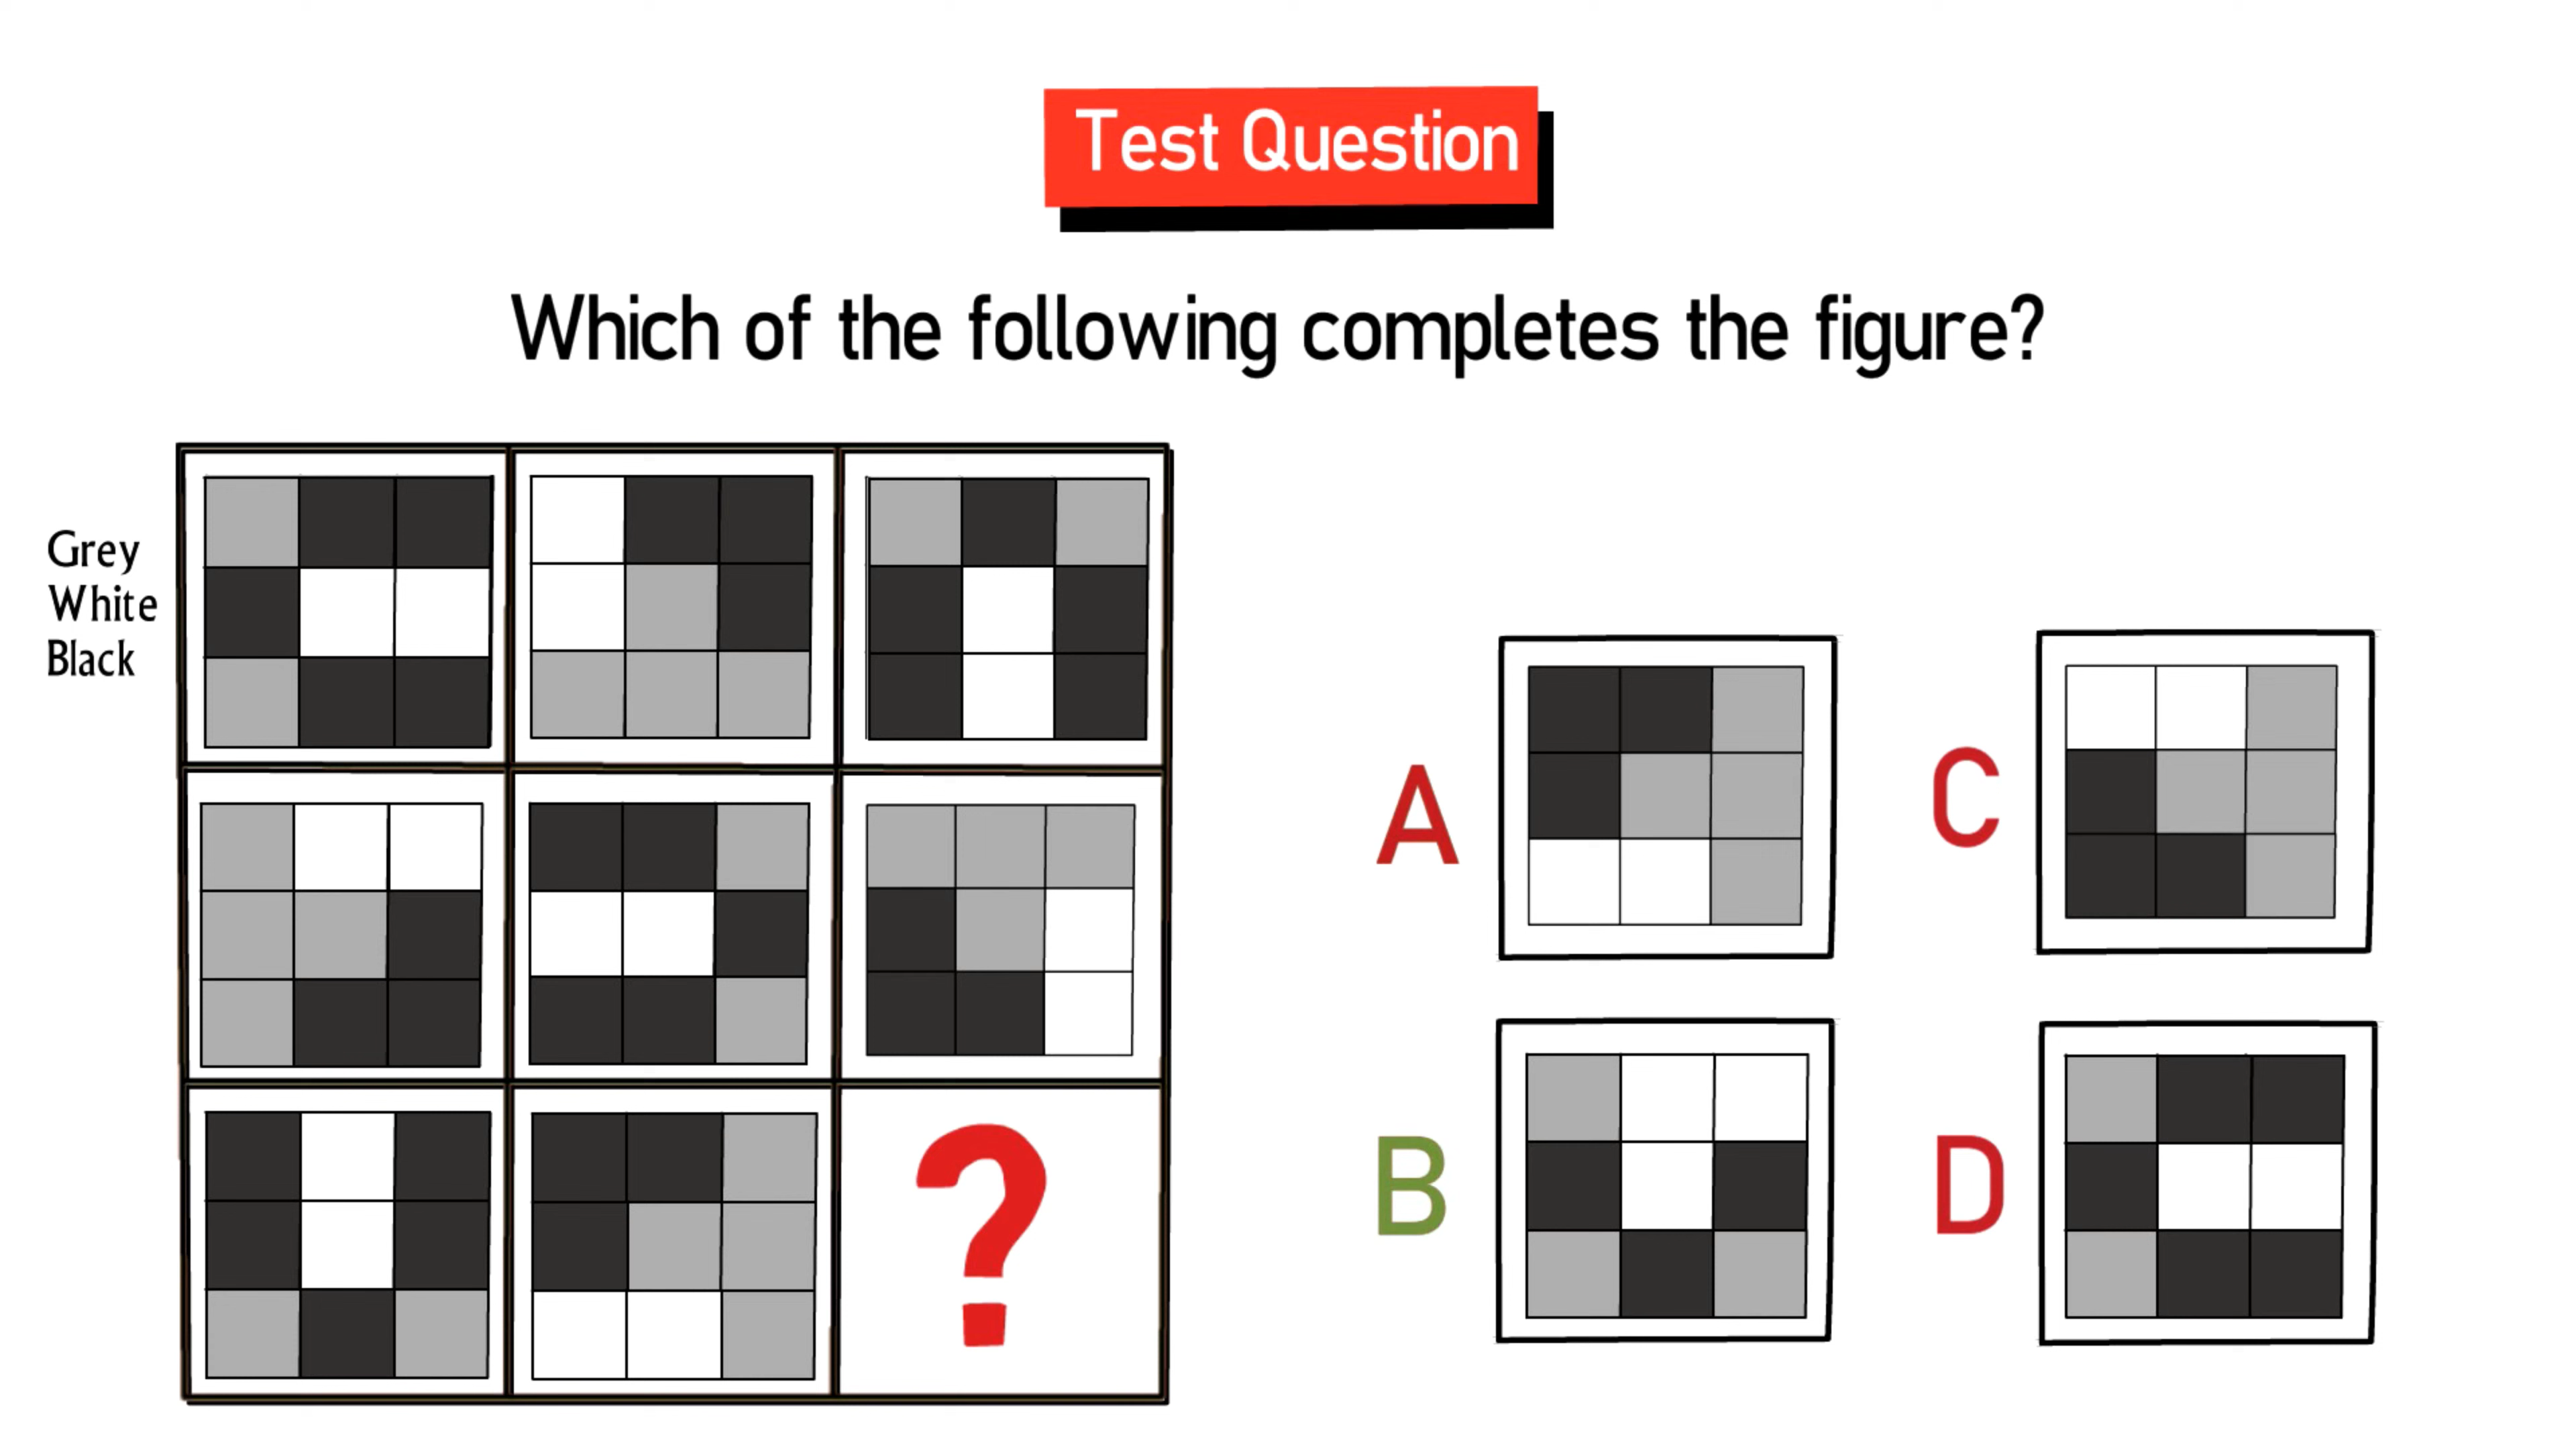 Test Question
Which of the following completes the figure?
Grey
White
Black
?
A
C
B
D